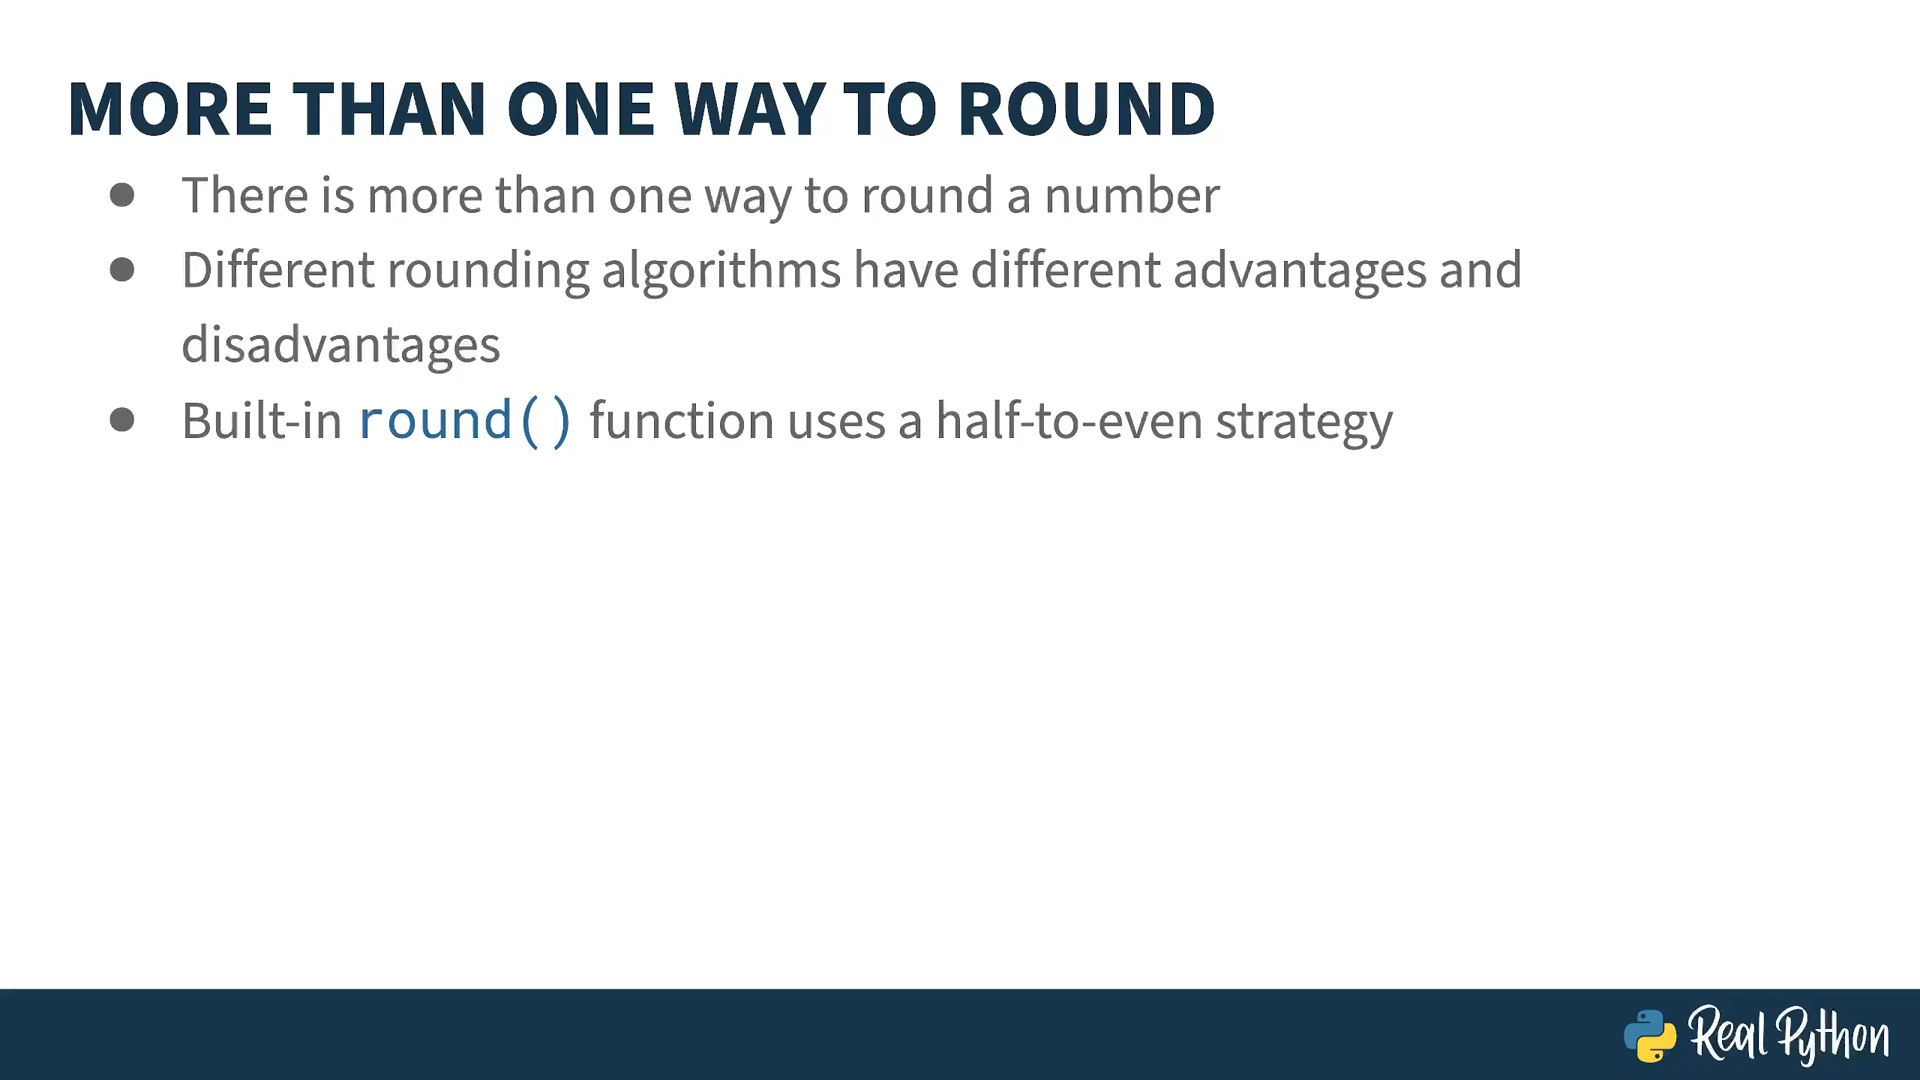 MORE THAN ONE WAY TO ROUND
● There is more than one way to round a number
● Different rounding algorithms have different advantages and
disadvantages
● Built-in round() function uses a half-to-even strategy
Real Python